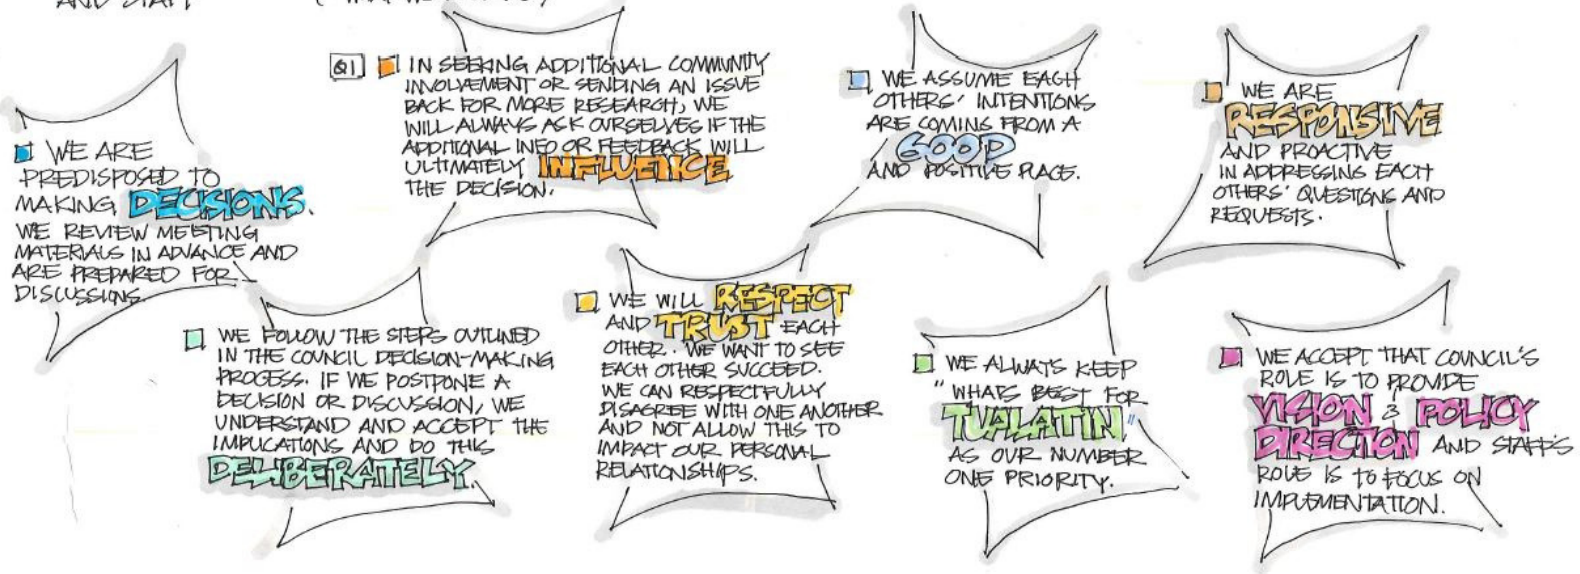 AND STAFF
WE ARE
PREDISPOSED TO
MAKING DECISIONS.
WE REVIEW MEETING
MATERIALS IN ADVANCE AND
ARE PREPARED FOR
DISCUSSIONS.
Q1 IN SEEKING ADDITIONAL COMMUNITY
INVOLVEMENT OR SENDING AN ISSUE
BACK FOR MORE RESEARCH, WE
WILL ALWAYS ASK OURSELVES IF THE
ADDITIONAL INFO OR FEEDBACK WILL
ULTIMATELY INFLUENCE
THE DECISION.
WE ASSUME EACH
OTHERS' INTENTIONS
ARE COMING FROM A
GOOD
AND POSITIVE PLACE.
WE ARE
RESPONSIVE
AND PROACTIVE
IN ADDRESSING EACH
OTHERS' QUESTIONS AND
REQUESTS.
WE FOLLOW THE STEPS OUTLINED
IN THE COUNCIL DECISION-MAKING
PROCESS. IF WE POSTPONE A
DECISION OR DISCUSSION, WE
UNDERSTAND AND ACCEPT THE
IMPLICATIONS AND DO THIS
DELIBERATELY.
WE WILL RESPECT
AND TRUST EACH
OTHER. WE WANT TO SEE
EACH OTHER SUCCEED.
WE CAN RESPECTFULLY
DISAGREE WITH ONE ANOTHER
AND NOT ALLOW THIS TO
IMPACT OUR PERSONAL
RELATIONSHIPS.
WE ALWAYS KEEP
"WHATS BEST FOR
TUALATIN"
AS OUR NUMBER
ONE PRIORITY.
WE ACCEPT THAT COUNCIL'S
ROLE IS TO PROVIDE
VISION & POLICY
DIRECTION AND STAFF'S
ROLE IS TO FOCUS ON
IMPLEMENTATION.